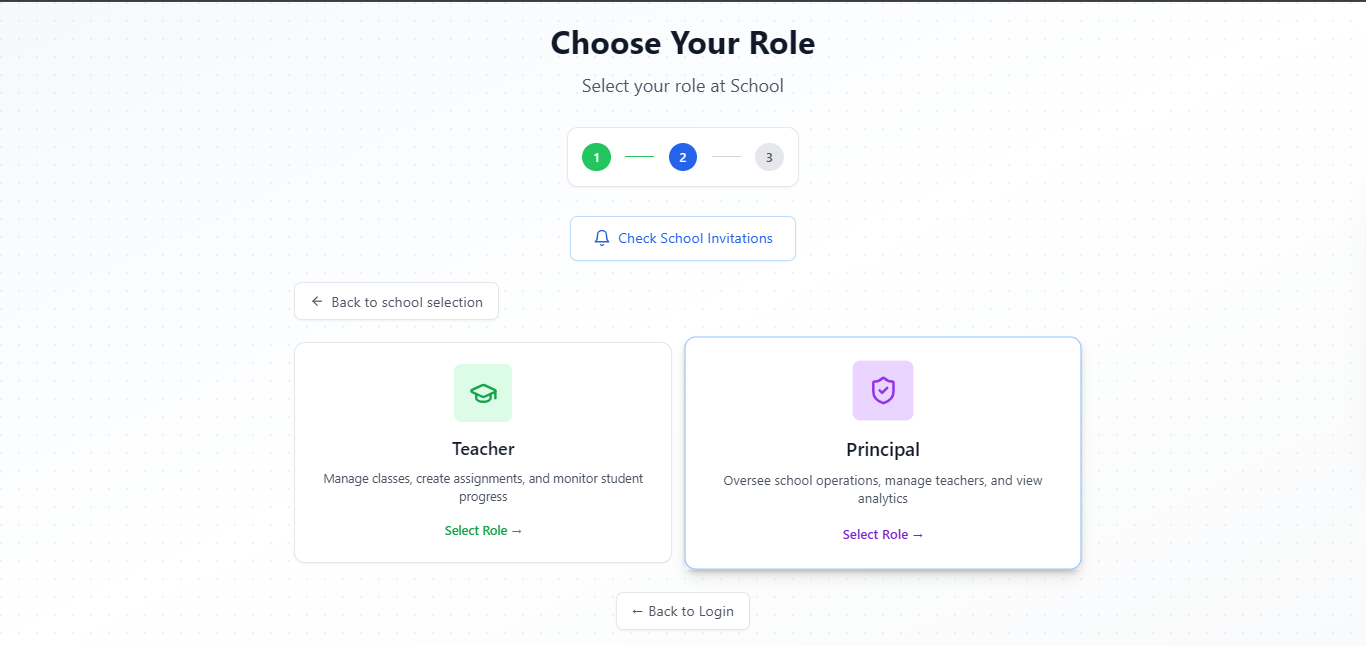 Choose Your Role
Select your role at School
1
2
3
Check School Invitations
← Back to school selection
Teacher
Manage classes, create assignments, and monitor student
progress
Select Role →
Principal
Oversee school operations, manage teachers, and view
analytics
Select Role →
← Back to Login